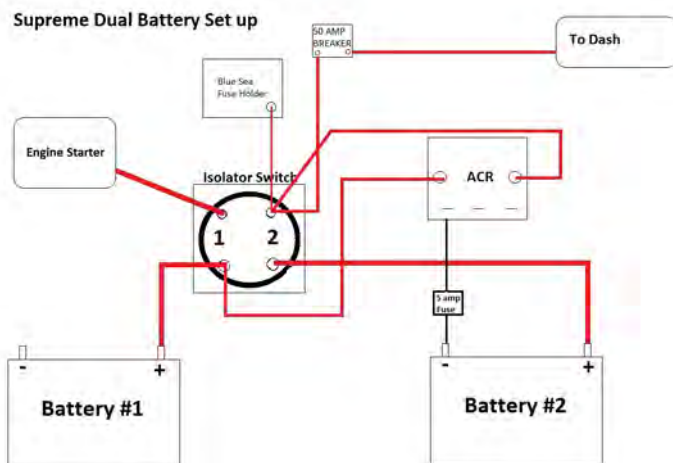 Supreme Dual Battery Set up
50 AMP
BREAKER
To Dash
Blue Sea
Fuse Holder
Engine Starter
Isolator Switch
ACR
1
2
5 amp
Fuse
-
+
-
+
Battery #1
Battery #2